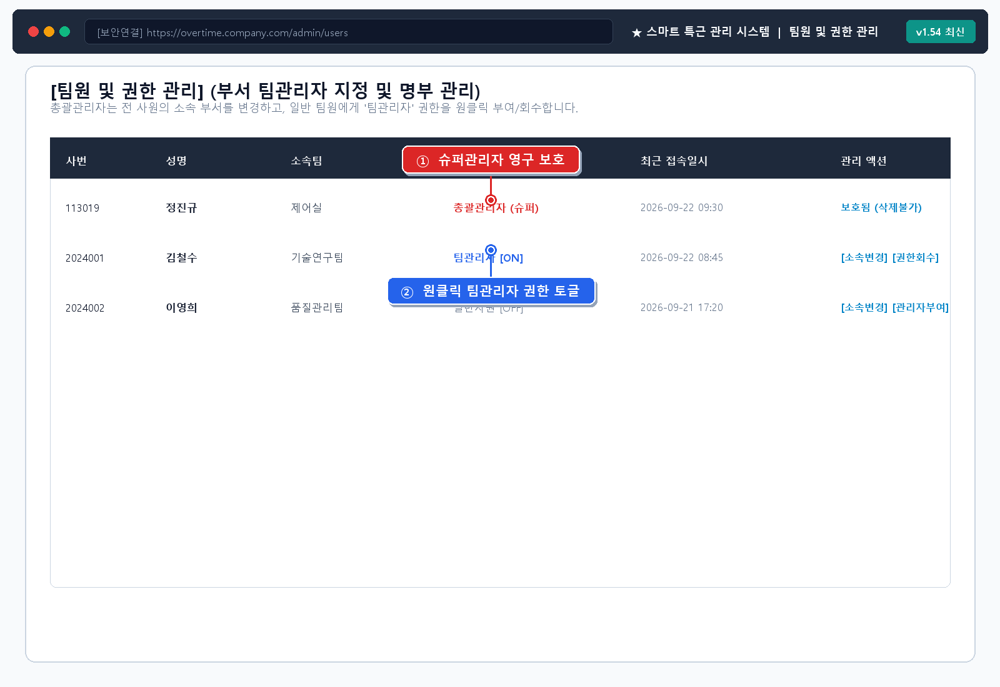 [보안연결] https://overtime.company.com/admin/users
★ 스마트 특근 관리 시스템 | 팀원 및 권한 관리
v1.54 최신
[팀원 및 권한 관리] (부서 팀관리자 지정 및 명부 관리)
총괄관리자는 전 사원의 소속 부서를 변경하고, 일반 팀원에게 '팀관리자' 권한을 원클릭 부여/회수합니다.
사번 성명 소속팀 최근 접속일시 관리 액션
① 슈퍼관리자 영구 보호
113019 정진규 제어실 총괄관리자 (슈퍼) 2026-09-22 09:30 보호됨 (삭제불가)
2024001 김철수 기술연구팀 팀관리자 [ON] 2026-09-22 08:45 [소속변경] [권한회수]
② 원클릭 팀관리자 권한 토글
2024002 이영희 품질관리팀 일반사원 [OFF] 2026-09-21 17:20 [소속변경] [관리자부여]